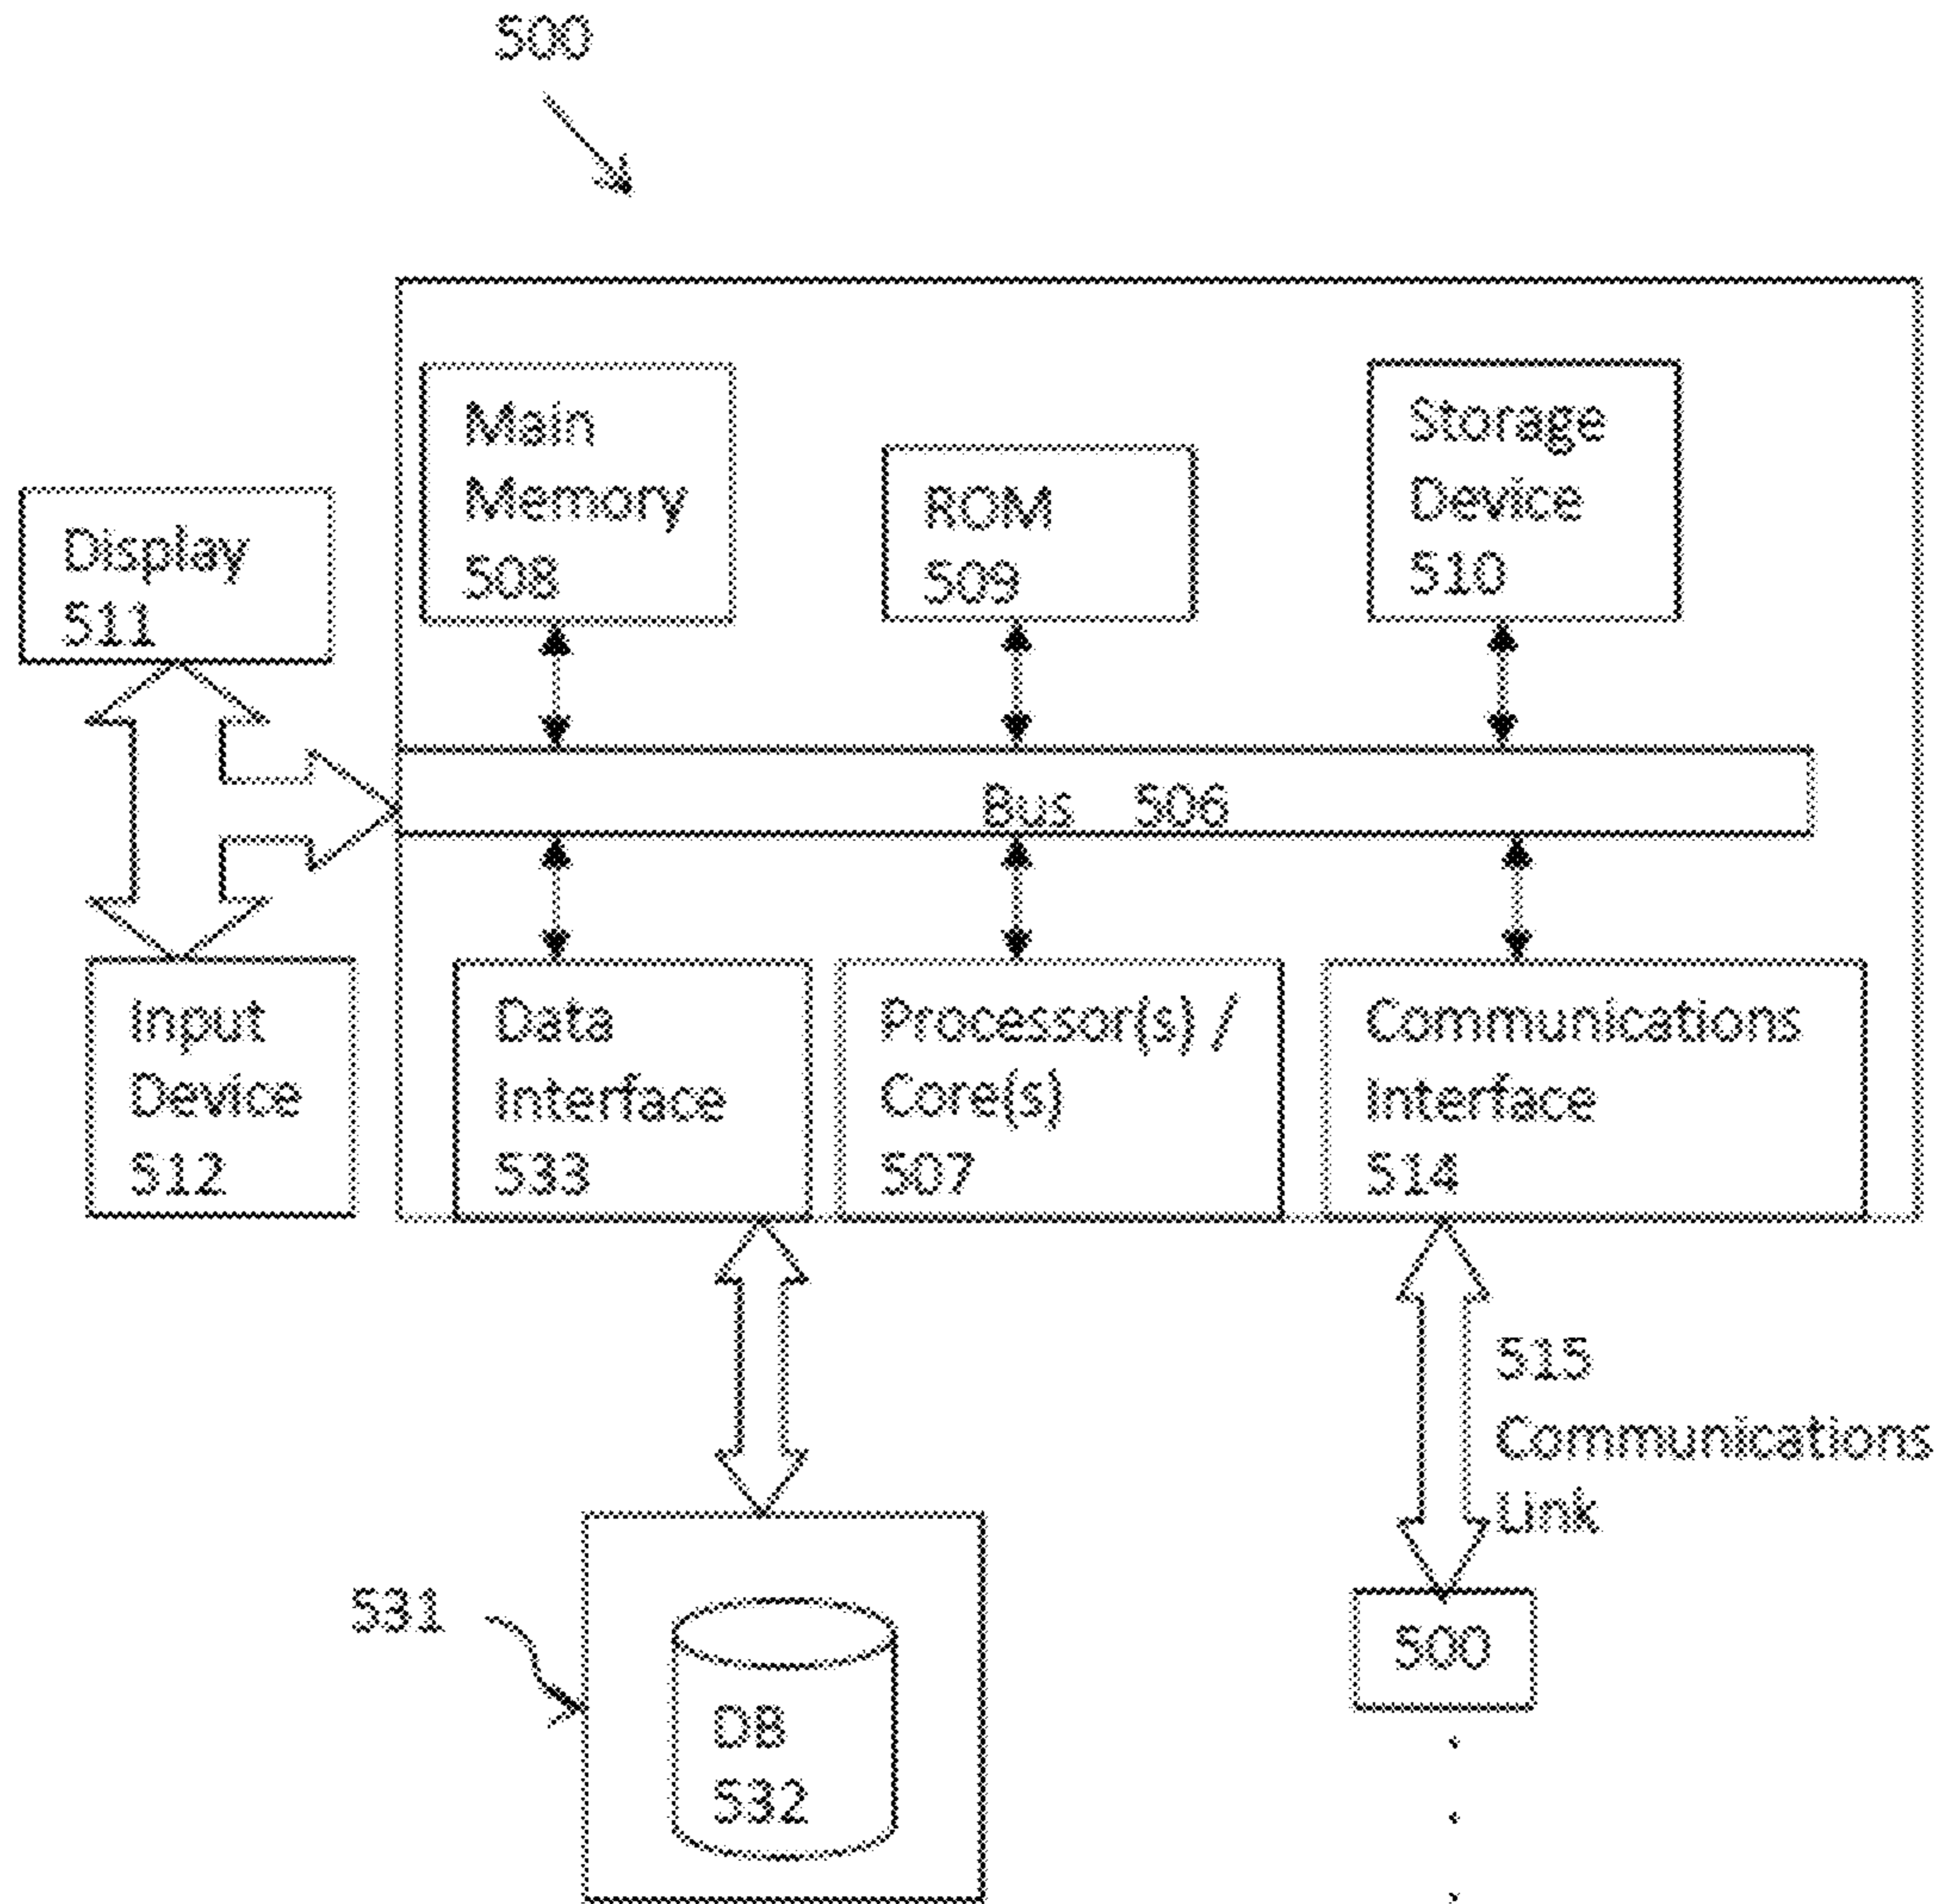 500
Main
Memory
508
ROM
509
Storage
Device
510
Display
511
Bus 506
Input
Device
512
Data
Interface
533
Processor(s) /
Core(s)
507
Communications
Interface
514
515
Communications
Link
531
DB
532
500